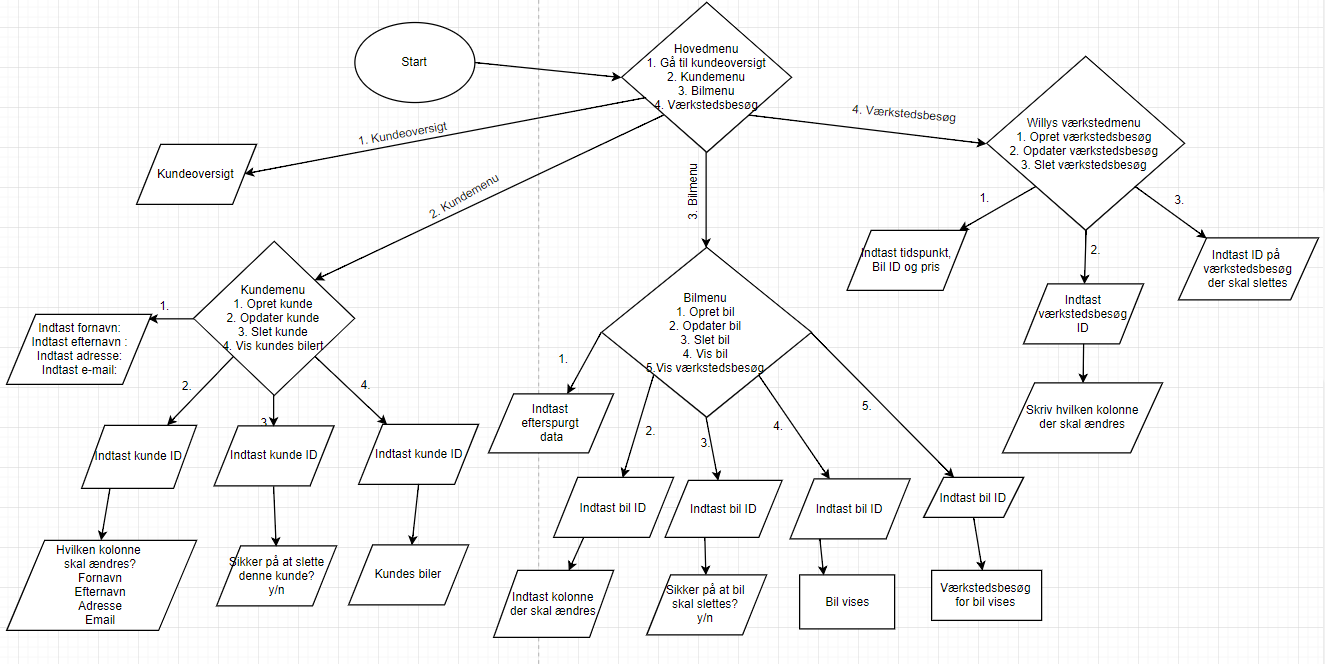 Start
Hovedmenu
1. Gå til kundeoversigt
2. Kundemenu
3. Bilmenu
4. Værkstedsbesøg
1. Kundeoversigt
2. Kundemenu
3. Bilmenu
4. Værkstedsbesøg
Kundeoversigt
Willys værkstedmenu
1. Opret værkstedsbesøg
2. Opdater værkstedsbesøg
3. Slet værkstedsbesøg
1.
2.
3.
Indtast tidspunkt,
Bil ID og pris
Indtast
værkstedsbesøg
ID
Indtast ID på
værkstedsbesøg
der skal slettes
Skriv hvilken kolonne
der skal ændres
Kundemenu
1. Opret kunde
2. Opdater kunde
3. Slet kunde
4. Vis kundes bilert
1.
2.
3.
4.
Indtast fornavn:
Indtast efternavn :
Indtast adresse:
Indtast e-mail:
Indtast kunde ID
Indtast kunde ID
Indtast kunde ID
Hvilken kolonne
skal ændres?
Fornavn
Efternavn
Adresse
Email
Sikker på at slette
denne kunde?
y/n
Kundes biler
Bilmenu
1. Opret bil
2. Opdater bil
3. Slet bil
4. Vis bil
5.Vis værkstedsbesøg
1.
2.
3.
4.
5.
Indtast
efterspurgt
data
Indtast bil ID
Indtast bil ID
Indtast bil ID
Indtast bil ID
Indtast kolonne
der skal ændres
Sikker på at bil
skal slettes?
y/n
Bil vises
Værkstedsbesøg
for bil vises